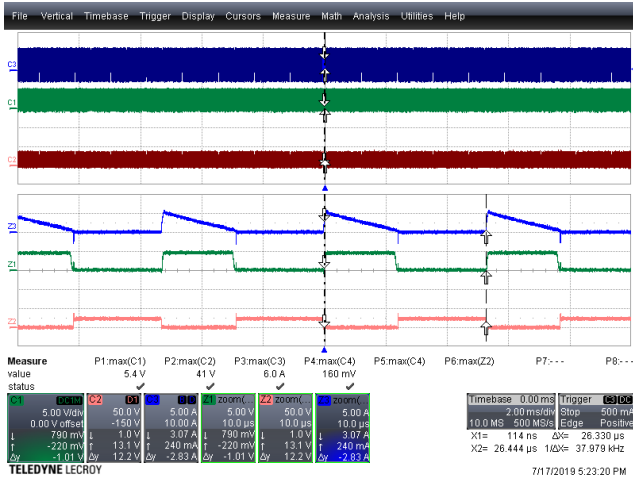 File Vertical Timebase Trigger Display Cursors Measure Math Analysis Utilities Help
C3
C1
C2
Z3
Z1
Z2
Measure P1:max(C1) P2:max(C2) P3:max(C3) P4:max(C4) P5:max(C4) P6:max(Z2) P7:- - - P8:- - -
value 5.4 V 41 V 6.0 A 160 mV
status
C1 DC1M C2 D1 Z1 zoom(... Z2 zoom(... zoom(... Timebase 0.00 ms Trigger C3 DC
5.00 V/div 50.0 V 5.00 A 5.00 V 50.0 V 5.00 A 2.00 ms/div Stop 500 mA
0.00 V offset -150 V 10.00 A 10.0 µs 10.0 µs 10.0 µs 10.0 MS 500 MS/s Edge Positive
↓ 790 mV ↓ 1.0 V ↓ 3.07 A ↓ 790 mV ↓ 1.0 V ↓ 3.07 A X1= 114 ns ΔX= 26.330 µs
↑ -220 mV ↑ 13.1 V ↑ 240 mA ↑ -220 mV ↑ 13.1 V ↑ 240 mA X2= 26.444 µs 1/ΔX= 37.979 kHz
Δy -1.01 V Δy 12.2 V Δy -2.83 A Δy -1.01 V Δy 12.2 V Δy -2.83 A
TELEDYNE LECROY 7/17/2019 5:23:20 PM